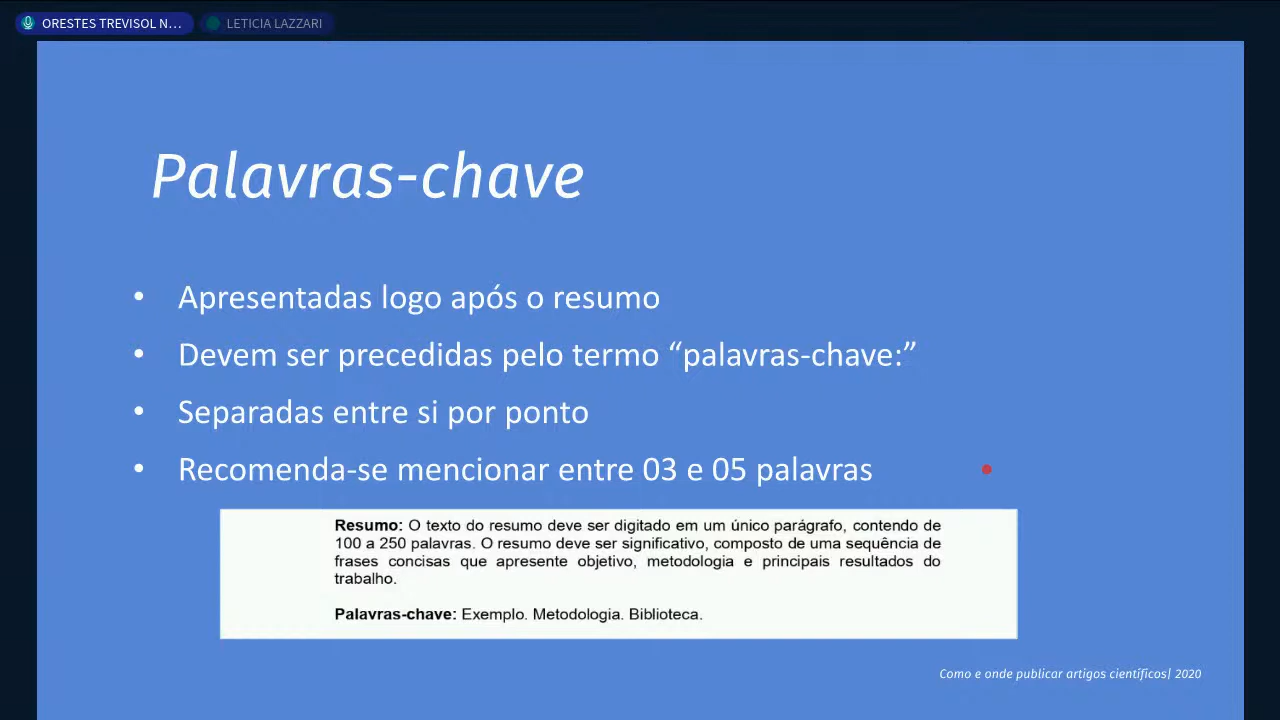 ORESTES TREVISOL N...
LETICIA LAZZARI
Palavras-chave
• Apresentadas logo após o resumo
• Devem ser precedidas pelo termo “palavras-chave:”
• Separadas entre si por ponto
• Recomenda-se mencionar entre 03 e 05 palavras
Resumo: O texto do resumo deve ser digitado em um único parágrafo, contendo de
100 a 250 palavras. O resumo deve ser significativo, composto de uma sequência de
frases concisas que apresente objetivo, metodologia e principais resultados do
trabalho.
Palavras-chave: Exemplo. Metodologia. Biblioteca.
Como e onde publicar artigos científicos| 2020